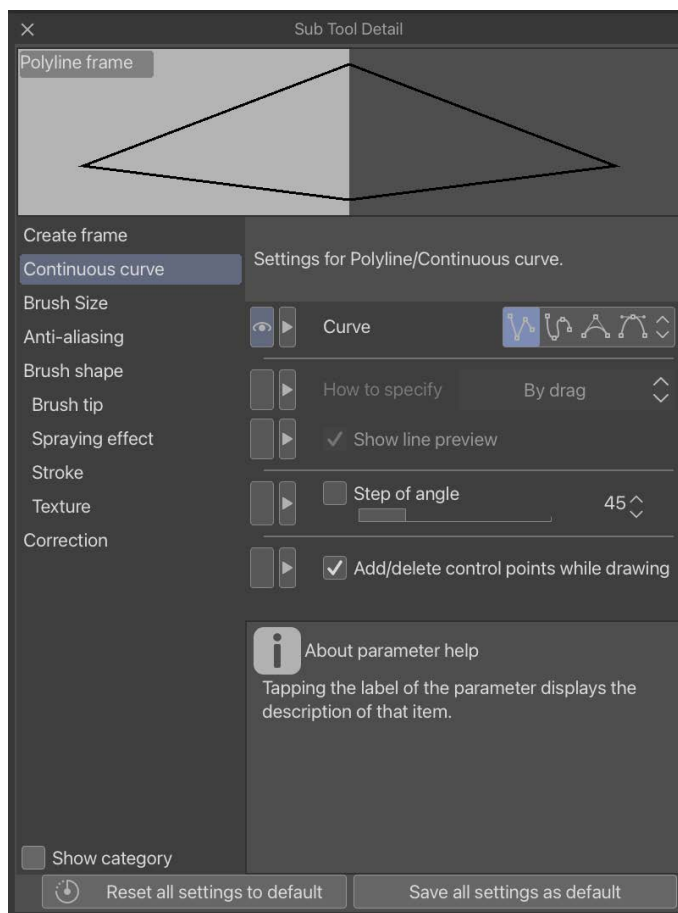 Sub Tool Detail
Polyline frame
Create frame
Continuous curve
Brush Size
Anti-aliasing
Brush shape
Brush tip
Spraying effect
Stroke
Texture
Correction
Settings for Polyline/Continuous curve.
Curve
How to specify By drag
Show line preview
Step of angle 45
Add/delete control points while drawing
About parameter help
Tapping the label of the parameter displays the
description of that item.
Show category
Reset all settings to default Save all settings as default